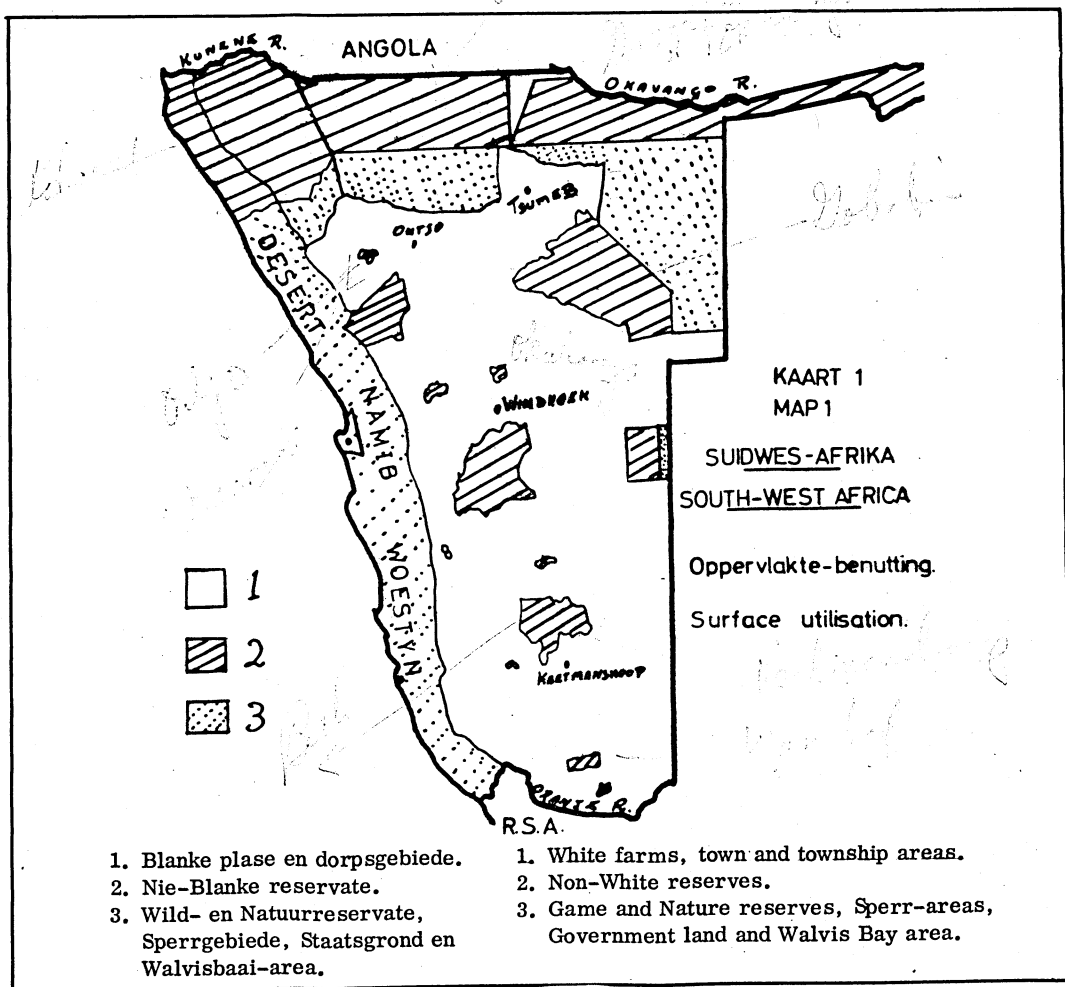 KUNENE R.
ANGOLA
OKAVANGO R.
TSUMEB
OUTJO
DESERT
NAMIB
WOESTYN
WINDHOEK
KEETMANSHOOP
ORANJE R.
R.S.A.
KAART 1
MAP 1
SUIDWES-AFRIKA
SOUTH-WEST AFRICA
Oppervlakte-benutting.
Surface utilisation.
1
2
3
1. Blanke plase en dorpsgebiede.
2. Nie-Blanke reservate.
3. Wild- en Natuurreservate,
Sperrgebiede, Staatsgrond en
Walvisbaai-area.
1. White farms, town and township areas.
2. Non-White reserves.
3. Game and Nature reserves, Sperr-areas,
Government land and Walvis Bay area.